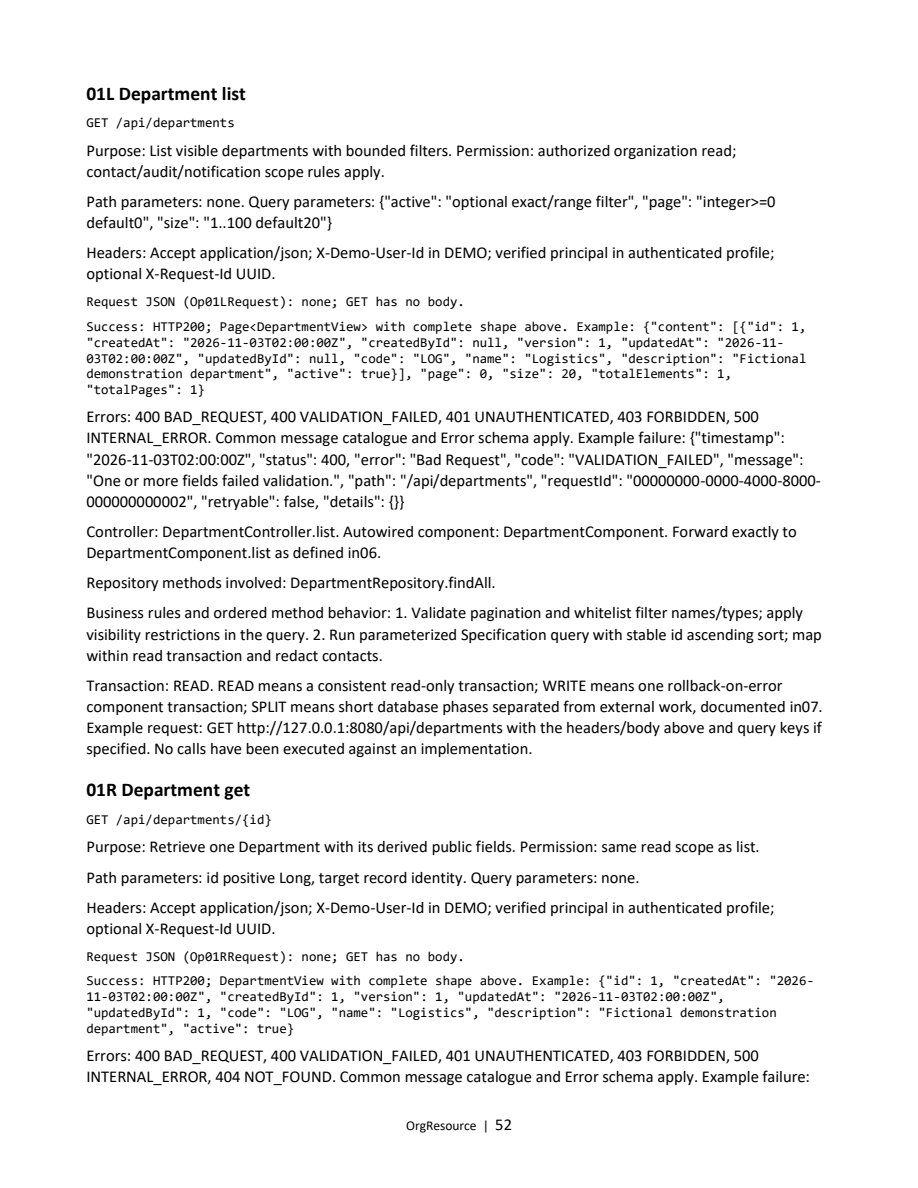 01L Department list
GET /api/departments
Purpose: List visible departments with bounded filters. Permission: authorized organization read;
contact/audit/notification scope rules apply.
Path parameters: none. Query parameters: {"active": "optional exact/range filter", "page": "integer>=0
default0", "size": "1..100 default20"}
Headers: Accept application/json; X-Demo-User-Id in DEMO; verified principal in authenticated profile;
optional X-Request-Id UUID.
Request JSON (Op01LRequest): none; GET has no body.
Success: HTTP200; Page<DepartmentView> with complete shape above. Example: {"content": [{"id": 1,
"createdAt": "2026-11-03T02:00:00Z", "createdById": null, "version": 1, "updatedAt": "2026-11-
03T02:00:00Z", "updatedById": null, "code": "LOG", "name": "Logistics", "description": "Fictional
demonstration department", "active": true}], "page": 0, "size": 20, "totalElements": 1,
"totalPages": 1}
Errors: 400 BAD_REQUEST, 400 VALIDATION_FAILED, 401 UNAUTHENTICATED, 403 FORBIDDEN, 500
INTERNAL_ERROR. Common message catalogue and Error schema apply. Example failure: {"timestamp":
"2026-11-03T02:00:00Z", "status": 400, "error": "Bad Request", "code": "VALIDATION_FAILED", "message":
"One or more fields failed validation.", "path": "/api/departments", "requestId": "00000000-0000-4000-8000-
000000000002", "retryable": false, "details": {}}
Controller: DepartmentController.list. Autowired component: DepartmentComponent. Forward exactly to
DepartmentComponent.list as defined in06.
Repository methods involved: DepartmentRepository.findAll.
Business rules and ordered method behavior: 1. Validate pagination and whitelist filter names/types; apply
visibility restrictions in the query. 2. Run parameterized Specification query with stable id ascending sort; map
within read transaction and redact contacts.
Transaction: READ. READ means a consistent read-only transaction; WRITE means one rollback-on-error
component transaction; SPLIT means short database phases separated from external work, documented in07.
Example request: GET http://127.0.0.1:8080/api/departments with the headers/body above and query keys if
specified. No calls have been executed against an implementation.
01R Department get
GET /api/departments/{id}
Purpose: Retrieve one Department with its derived public fields. Permission: same read scope as list.
Path parameters: id positive Long, target record identity. Query parameters: none.
Headers: Accept application/json; X-Demo-User-Id in DEMO; verified principal in authenticated profile;
optional X-Request-Id UUID.
Request JSON (Op01RRequest): none; GET has no body.
Success: HTTP200; DepartmentView with complete shape above. Example: {"id": 1, "createdAt": "2026-
11-03T02:00:00Z", "createdById": 1, "version": 1, "updatedAt": "2026-11-03T02:00:00Z",
"updatedById": 1, "code": "LOG", "name": "Logistics", "description": "Fictional demonstration
department", "active": true}
Errors: 400 BAD_REQUEST, 400 VALIDATION_FAILED, 401 UNAUTHENTICATED, 403 FORBIDDEN, 500
INTERNAL_ERROR, 404 NOT_FOUND. Common message catalogue and Error schema apply. Example failure:
OrgResource | 52